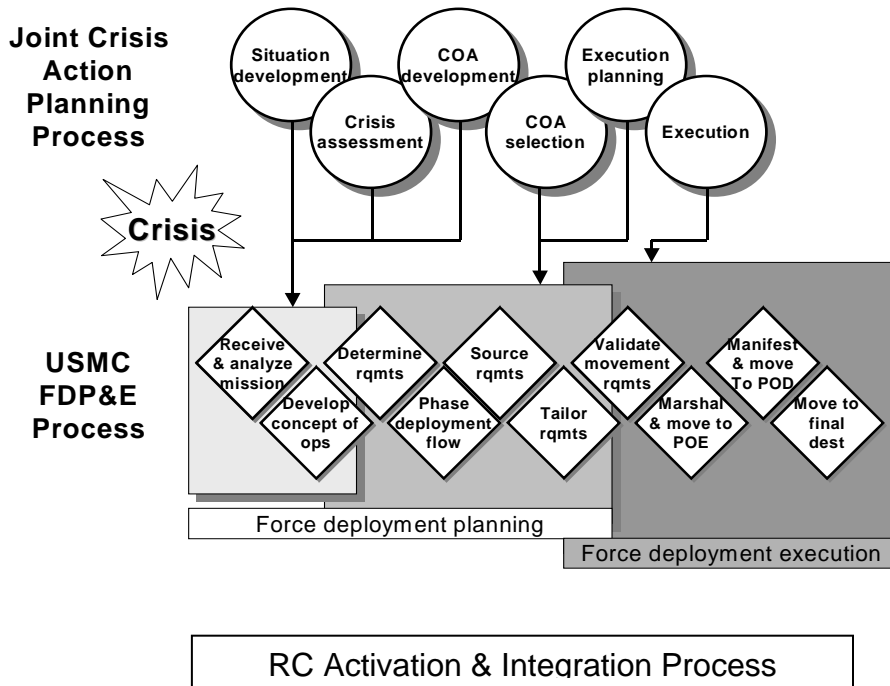 Joint Crisis
Action
Planning
Process
Situation
development
Crisis
assessment
COA
development
COA
selection
Execution
planning
Execution
Crisis
USMC
FDP&E
Process
Receive
& analyze
mission
Develop
concept of
ops
Determine
rqmts
Phase
deployment
flow
Source
rqmts
Tailor
rqmts
Validate
movement
rqmts
Marshal
& move to
POE
Manifest
& move
To POD
Move to
final
dest
Force deployment planning
Force deployment execution
RC Activation & Integration Process